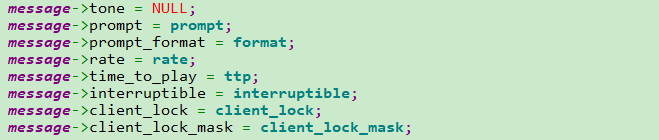 message->tone = NULL;
message->prompt = prompt;
message->prompt_format = format;
message->rate = rate;
message->time_to_play = ttp;
message->interruptible = interruptible;
message->client_lock = client_lock;
message->client_lock_mask = client_lock_mask;